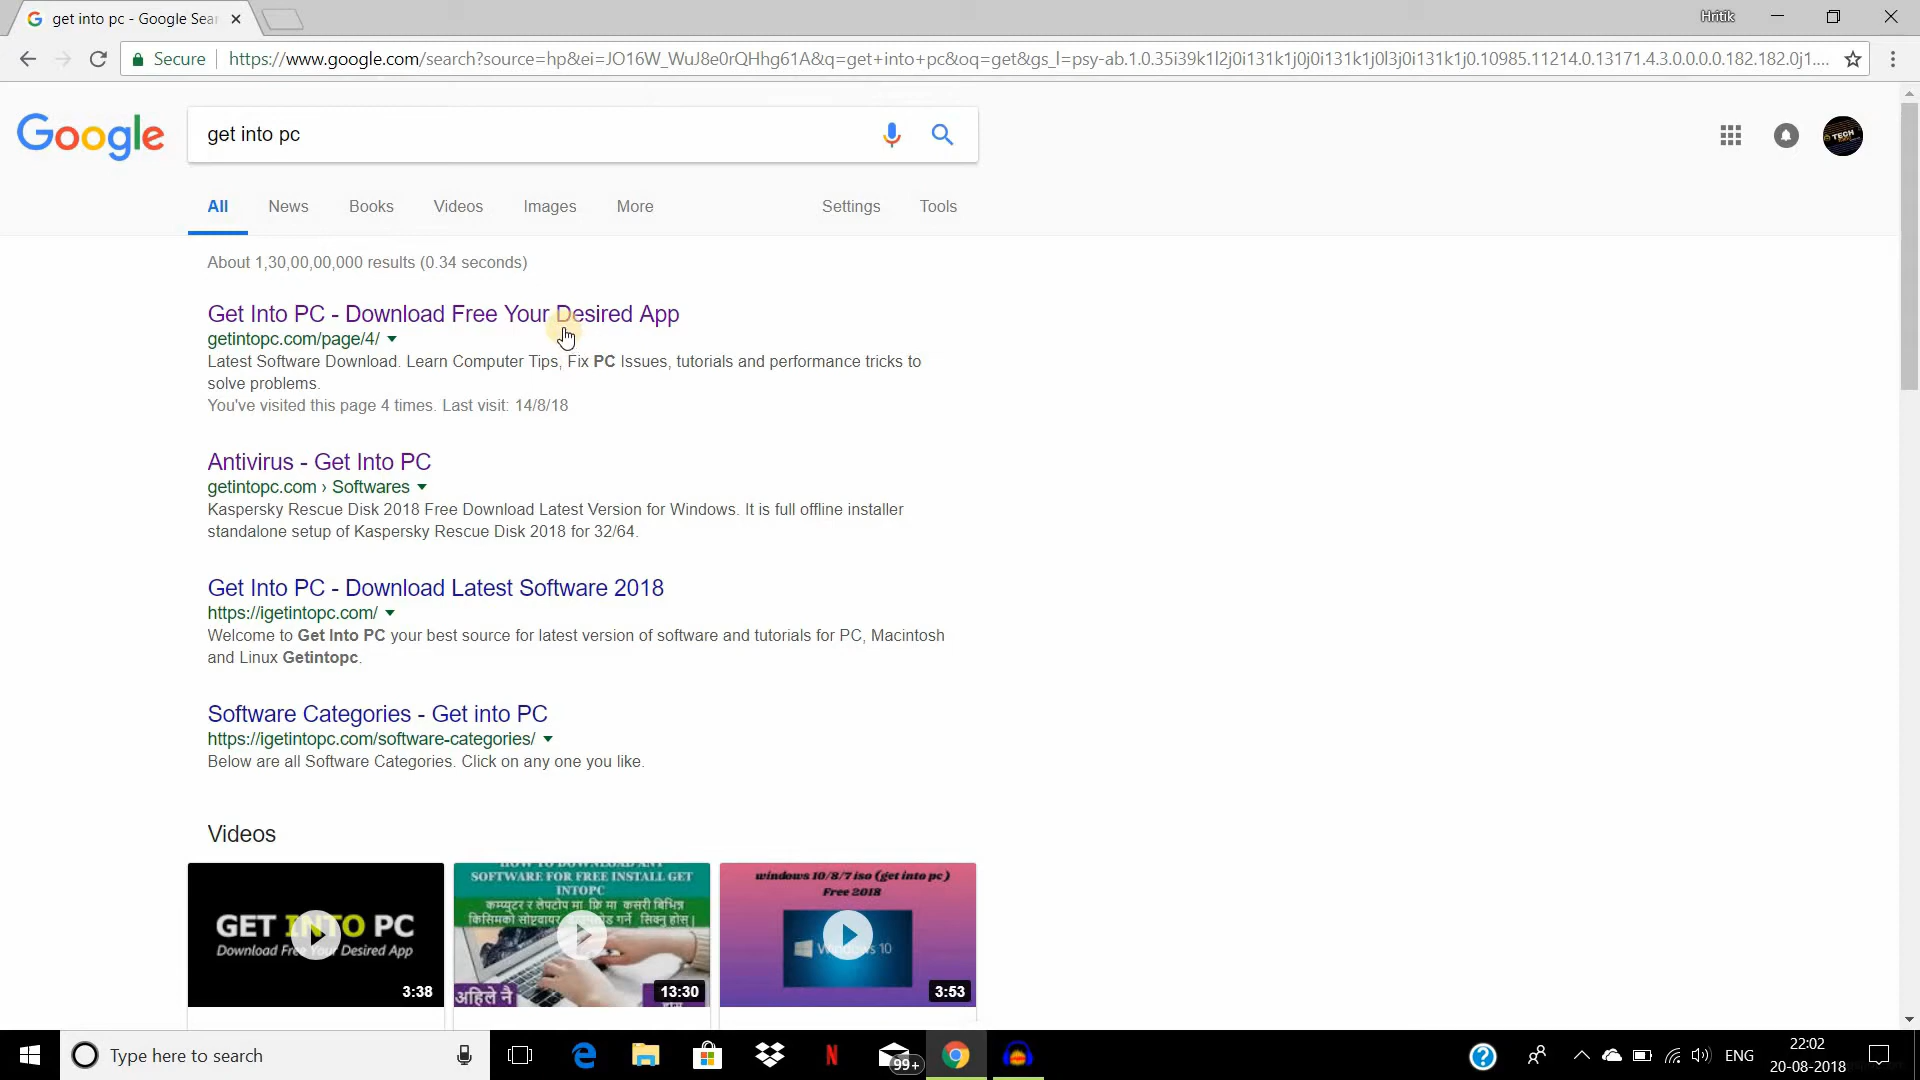 get into pc - Google Sear
Hritik
Secure
https://www.google.com/search?source=hp&ei=JO16W_WuJ8e0rQHhg61A&q=get+into+pc&oq=get&gs_l=psy-ab.1.0.35i39k1l2j0i131k1j0j0i131k1j0l3j0i131k1j0.10985.11214.0.13171.4.3.0.0.0.0.182.182.0j1....
Google
get into pc
TECH
All News Books Videos Images More Settings Tools
About 1,30,00,00,000 results (0.34 seconds)
Get Into PC - Download Free Your Desired App
getintopc.com/page/4/
Latest Software Download. Learn Computer Tips, Fix PC Issues, tutorials and performance tricks to
solve problems.
You've visited this page 4 times. Last visit: 14/8/18
Antivirus - Get Into PC
getintopc.com › Softwares
Kaspersky Rescue Disk 2018 Free Download Latest Version for Windows. It is full offline installer
standalone setup of Kaspersky Rescue Disk 2018 for 32/64.
Get Into PC - Download Latest Software 2018
https://igetintopc.com/
Welcome to Get Into PC your best source for latest version of software and tutorials for PC, Macintosh
and Linux Getintopc.
Software Categories - Get into PC
https://igetintopc.com/software-categories/
Below are all Software Categories. Click on any one you like.
Videos
GET INTO PC
Download Free Your Desired App
3:38
HOW TO DOWNLOAD ANY
SOFTWARE FOR FREE INSTALL GET
INTOPC
कम्प्युटर र लेपटोप मा फ्रि मा कसरी बिभिन्न
किसिमको सोफ्टवायर गर्ने सिक्नु होस्।
अहिले नै
13:30
windows 10/8/7 iso (get into pc)
Free 2018
Windows 10
3:53
Type here to search
99+
ENG
22:02
20-08-2018